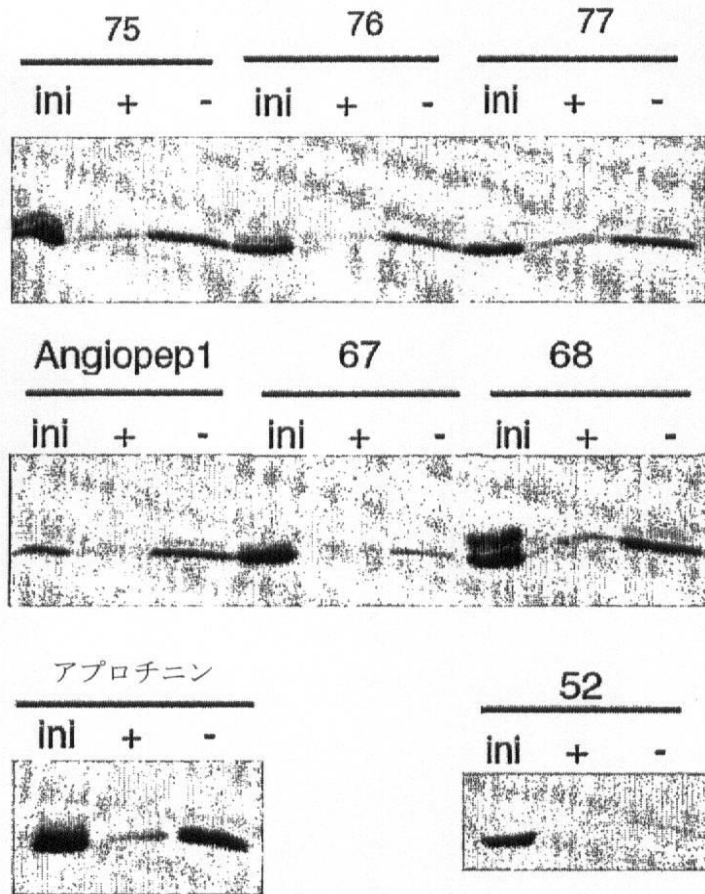 75 76 77
ini + - ini + - ini + -
Angiopep1 67 68
ini + - ini + - ini + -
アプロチニン 52
ini + - ini + -